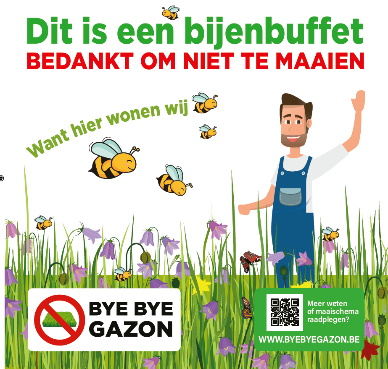 Dit is een bijenbuffet
BEDANKT OM NIET TE MAAIEN
Want hier wonen wij
BYE BYE
GAZON
Meer weten
of maaischema
raadplegen?
WWW.BYEBYEGAZON.BE